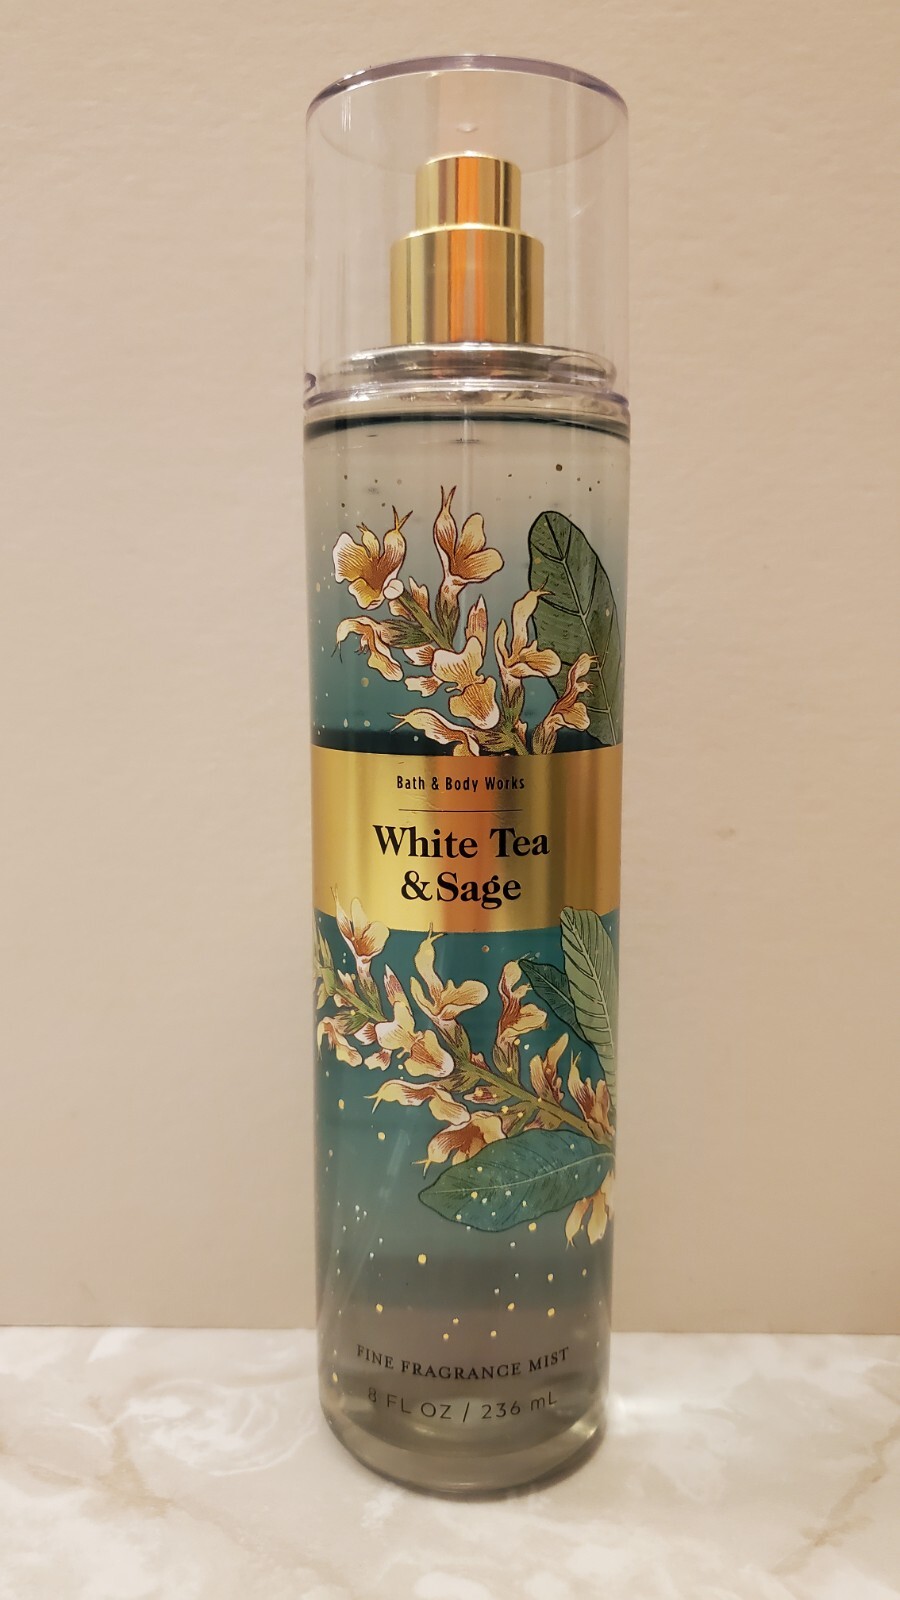 Bath & Body Works
White Tea
& Sage
FINE FRAGRANCE MIST
8 FL OZ / 236 mL